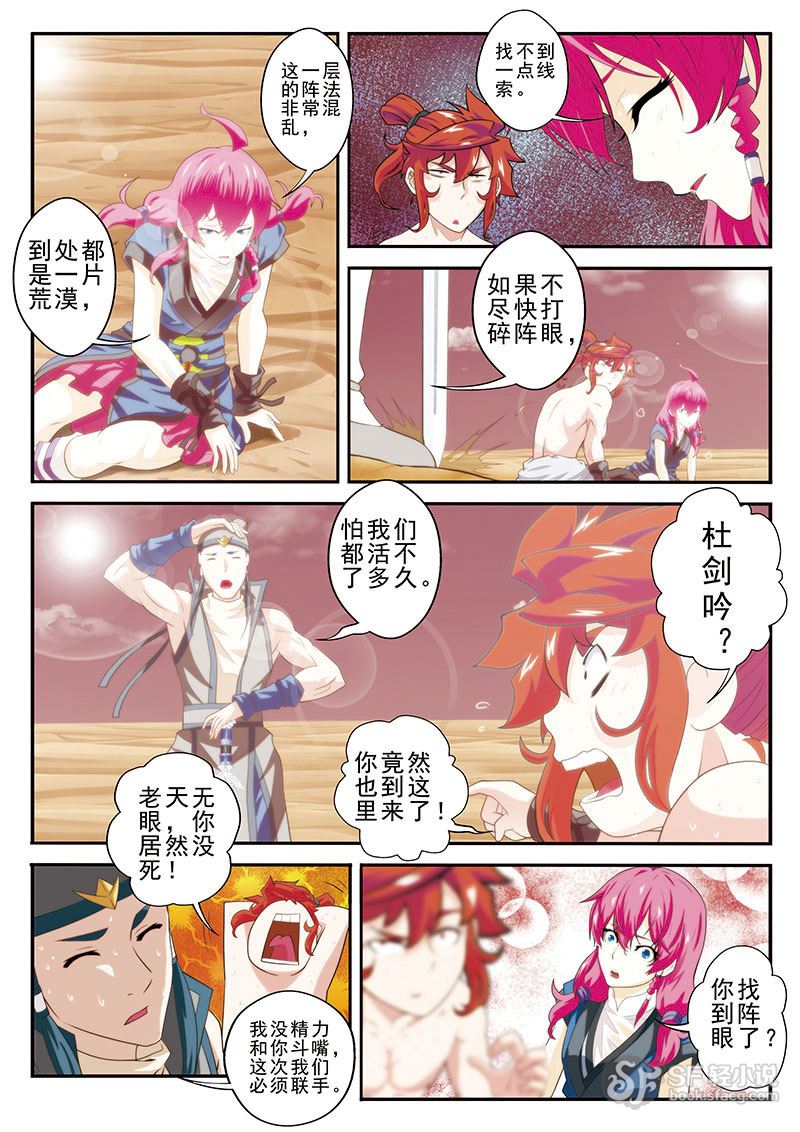 这一层
的阵法
非常混
乱，
到处都
是一片
荒漠，
找不到
一点线
索。
如果不
尽快打
碎阵眼，
怕我们
都活不
了多久。
杜
剑
吟？
你竟然
也到这
里来了！
老天无
眼，你
居然没
死！
我没精力
和你斗嘴，
这次我们
必须联手。
你找
到阵
眼了？
SF轻小说
book.sfacg.com